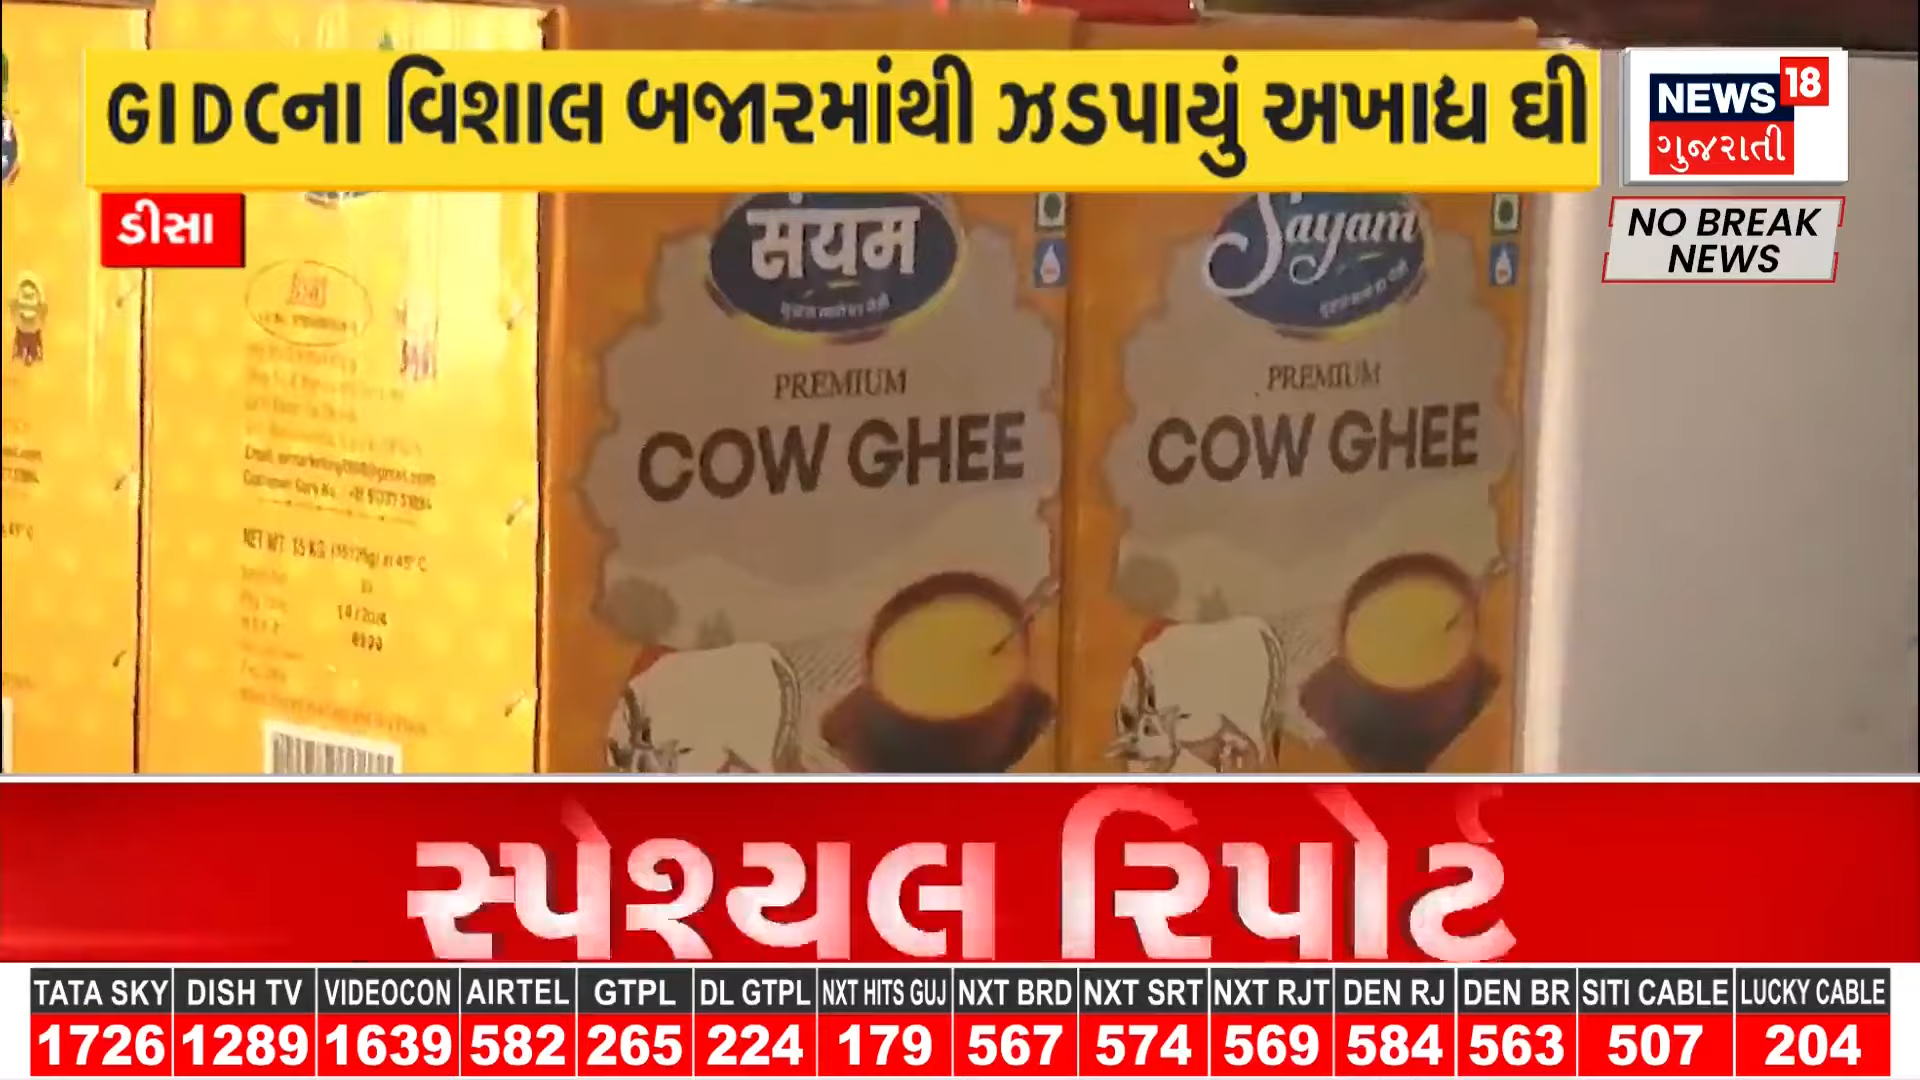 GIDCના વિશાલ બજારમાંથી ઝડપાયું અખાદ્ય ઘી
NEWS 18
ગુજરાતી
ડીસા
NO BREAK
NEWS
संयम
PREMIUM
COW GHEE
Sayam
PREMIUM
COW GHEE
સ્પેશ્યલ રિપોર્ટ
TATA SKY DISH TV VIDEOCON AIRTEL GTPL DL GTPL NXT HITS GUJ NXT BRD NXT SRT NXT RJT DEN RJ DEN BR SITI CABLE LUCKY CABLE
1726 1289 1639 582 265 224 179 567 574 569 584 563 507 204